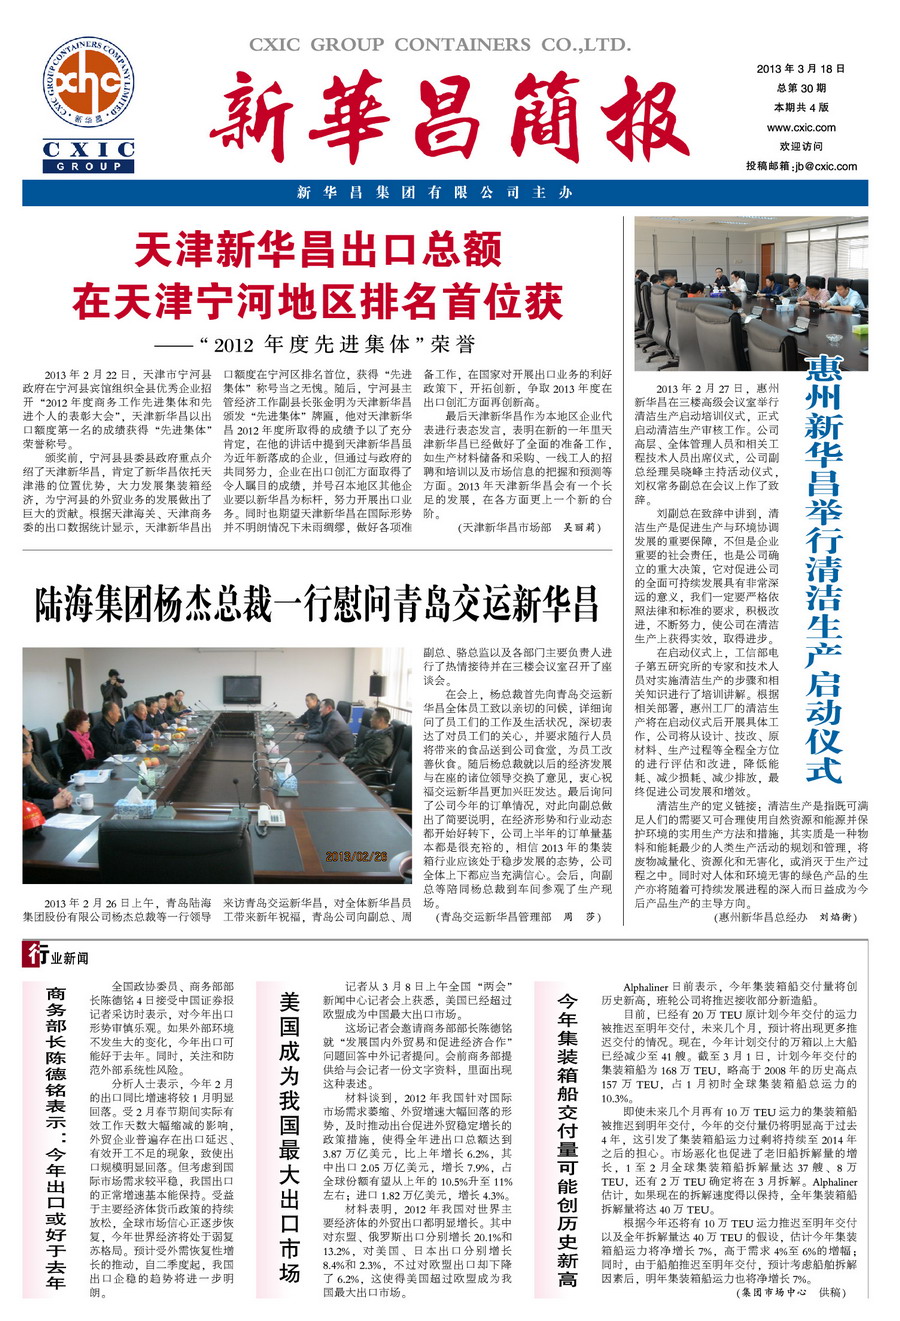 CXIC GROUP CONTAINERS CO.,LTD.
CXIC GROUP CONTAINERS COMPANY LIMITED
xhc
新华昌
CXIC
GROUP
新華昌簡报
2013 年 3 月 18 日
总第 30 期
本期共 4 版
www.cxic.com
欢迎访问
投稿邮箱:jb@cxic.com
新华昌集团有限公司主办
天津新华昌出口总额
在天津宁河地区排名首位获
——“2012 年度先进集体”荣誉
2013 年 2 月 22 日，天津市宁河县
政府在宁河县宾馆组织全县优秀企业招
开“2012 年度商务工作先进集体和先
进个人的表彰大会”，天津新华昌以出
口额度第一名的成绩获得“先进集体”
荣誉称号。
颁奖前，宁河县县委县政府重点介
绍了天津新华昌，肯定了新华昌依托天
津港的位置优势，大力发展集装箱经
济，为宁河县的外贸业务的发展做出了
巨大的贡献。根据天津海关、天津商务
委的出口数据统计显示，天津新华昌出
口额度在宁河区排名首位，获得“先进
集体”称号当之无愧。随后，宁河县主
管经济工作副县长张金明为天津新华昌
颁发“先进集体”牌匾，他对天津新华
昌 2012 年度所取得的成绩予以了充分
肯定，在他的讲话中提到天津新华昌虽
为近年新落成的企业，但通过与政府的
共同努力，企业在出口创汇方面取得了
令人瞩目的成绩，并号召本地区其他企
业要以新华昌为标杆，努力开展出口业
务。同时也期望天津新华昌在国际形势
并不明朗情况下未雨绸缪，做好各项准
备工作，在国家对开展出口业务的利好
政策下，开拓创新，争取 2013 年度在
出口创汇方面再创新高。
最后天津新华昌作为本地区企业代
表进行表态发言，表明在新的一年里天
津新华昌已经做好了全面的准备工作，
如生产材料储备和采购、一线工人的招
聘和培训以及市场信息的把握和预测等
方面。2013 年天津新华昌会有一个长
足的发展，在各方面更上一个新的台
阶。
(天津新华昌市场部 吴丽莉)
惠州新华昌举行清洁生产启动仪式
2013 年 2 月 27 日，惠州
新华昌在三楼高级会议室举行
清洁生产启动培训仪式，正式
启动清洁生产审核工作。公司
高层、全体管理人员和相关工
程技术人员出席仪式，公司副
总经理吴晓峰主持活动仪式，
刘权常务副总在会议上作了致
辞。
刘副总在致辞中讲到，清
洁生产是促进生产与环境协调
发展的重要保障，不但是企业
重要的社会责任，也是公司确
立的重大决策，它对促进公司
的全面可持续发展具有非常深
远的意义，我们一定要严格依
照法律和标准的要求，积极改
进，不断努力，使公司在清洁
生产上获得实效，取得进步。
在启动仪式上，工信部电
子第五研究所的专家和技术人
员对实施清洁生产的步骤和相
关知识进行了培训讲解。根据
相关部署，惠州工厂的清洁生
产将在启动仪式后开展具体工
作，公司将从设计、技改、原
材料、生产过程等全程全方位
的进行评估和改进，降低能
耗、减少损耗、减少排放，最
终促进公司发展和增效。
清洁生产的定义链接：清洁生产是指既可满
足人们的需要又可合理使用自然资源和能源并保
护环境的实用生产方法和措施，其实质是一种物
料和能耗最少的人类生产活动的规划和管理，将
废物减量化、资源化和无害化，或消灭于生产过
程之中。同时对人体和环境无害的绿色产品的生
产亦将随着可持续发展进程的深入而日益成为今
后产品生产的主导方向。
(惠州新华昌总经办 刘焰衡)
陆海集团杨杰总裁一行慰问青岛交运新华昌
2013/02/26
2013 年 2 月 26 日上午，青岛陆海
集团股份有限公司杨杰总裁等一行领导
来访青岛交运新华昌，对全体新华昌员
工带来新年祝福，青岛公司向副总、周
副总、骆总监以及各部门主要负责人进
行了热情接待并在三楼会议室召开了座
谈会。
在会上，杨总裁首先向青岛交运新
华昌全体员工致以亲切的问候，详细询
问了员工们的工作及生活状况，深切表
达了对员工们的关心，并要求随行人员
将带来的食品送到公司食堂，为员工改
善伙食。随后杨总裁就以后的经济发展
与在座的诸位领导交换了意见，衷心祝
福交运新华昌更加兴旺发达。最后询问
了公司今年的订单情况，对此向副总做
出了简要说明，在经济形势和行业动态
都开始好转下，公司上半年的订单量基
本都是很充裕的，相信 2013 年的集装
箱行业应该处于稳步发展的态势，公司
全体上下都应当充满信心。会后，向副
总等陪同杨总裁到车间参观了生产现
场。
(青岛交运新华昌管理部 周 莎)
行业新闻
商务部长陈德铭表示：今年出口或好于去年
全国政协委员、商务部部
长陈德铭 4 日接受中国证券报
记者采访时表示，对今年出口
形势审慎乐观。如果外部环境
不发生大的变化，今年出口可
能好于去年。同时，关注和防
范外部系统性风险。
分析人士表示，今年 2 月
的出口同比增速将较 1 月明显
回落。受 2 月春节期间实际有
效工作天数大幅缩减的影响，
外贸企业普遍存在出口延迟、
有效开工不足的现象，致使出
口规模明显回落。但考虑到国
际市场需求较平稳，我国出口
的正常增速基本能保持。受益
于主要经济体货币政策的持续
放松，全球市场信心正逐步恢
复，今年世界经济将处于弱复
苏格局。预计受外需恢复性增
长的推动，自二季度起，我国
出口企稳的趋势将进一步明
朗。
美国成为我国最大出口市场
记者从 3 月 8 日上午全国“两会”
新闻中心记者会上获悉，美国已经超过
欧盟成为中国最大出口市场。
这场记者会邀请商务部部长陈德铭
就“发展国内外贸易和促进经济合作”
问题回答中外记者提问。会前商务部提
供给与会记者一份文字资料，里面出现
这种表述。
材料谈到，2012 年我国针对国际
市场需求萎缩、外贸增速大幅回落的形
势，及时推动出台促进外贸稳定增长的
政策措施，使得全年进出口总额达到
3.87 万亿美元，比上年增长 6.2%，其
中出口 2.05 万亿美元，增长 7.9%，占
全球份额有望从上年的 10.5%升至 11%
左右；进口 1.82 万亿美元，增长 4.3%。
材料表明，2012 年我国对世界主
要经济体的外贸出口都明显增长。其中
对东盟、俄罗斯出口分别增长 20.1%和
13.2%，对美国、日本出口分别增长
8.4%和 2.3%，不过对欧盟出口却下降
了 6.2%，这使得美国超过欧盟成为我
国最大出口市场。
今年集装箱船交付量可能创历史新高
Alphaliner 日前表示，今年集装箱船交付量将创
历史新高，班轮公司将推迟接收部分新造船。
目前，已经有 20 万 TEU 原计划今年交付的运力
被推迟至明年交付，未来几个月，预计将出现更多推
迟交付的情况。现在，今年计划交付的万箱以上大船
已经减少至 41 艘。截至 3 月 1 日，计划今年交付的
集装箱船为 168 万 TEU，略高于 2008 年的历史高点
157 万 TEU，占 1 月初时全球集装箱船总运力的
10.3%。
即使未来几个月再有 10 万 TEU 运力的集装箱船
被推迟到明年交付，今年的交付量仍将明显高于过去
4 年，这引发了集装箱船运力过剩将持续至 2014 年
之后的担心。市场恶化也促进了老旧船拆解量的增
长，1 至 2 月全球集装箱船拆解量达 37 艘、8 万
TEU，还有 2 万 TEU 确定将在 3 月拆解。Alphaliner
估计，如果现在的拆解速度得以保持，全年集装箱船
拆解量将达 40 万 TEU。
根据今年还将有 10 万 TEU 运力推迟至明年交付
以及全年拆解量达 40 万 TEU 的假设，估计今年集装
箱船运力将净增长 7%，高于需求 4%至 6%的增幅；
同时，由于船舶推迟至明年交付，预计考虑船舶拆解
因素后，明年集装箱船运力也将净增长 7%。
(集团市场中心 供稿)